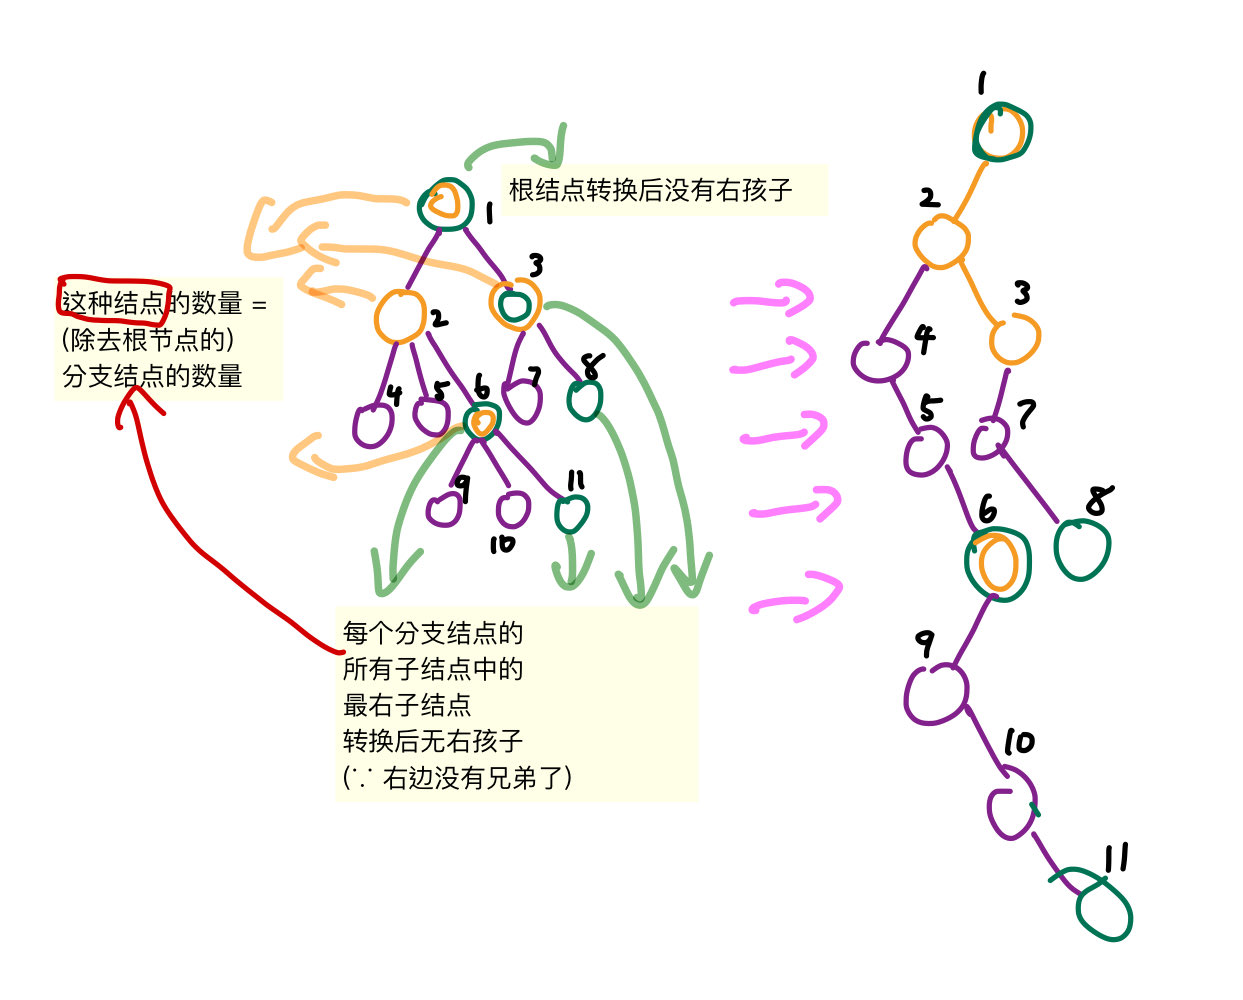 根结点转换后没有右孩子
这种结点的数量 =
(除去根节点的)
分支结点的数量
每个分支结点的
所有子结点中的
最右子结点
转换后无右孩子
(∵ 右边没有兄弟了)
1
2
3
4
5
6
7
8
9
10
11
1
2
3
4
5
6
7
8
9
10
11